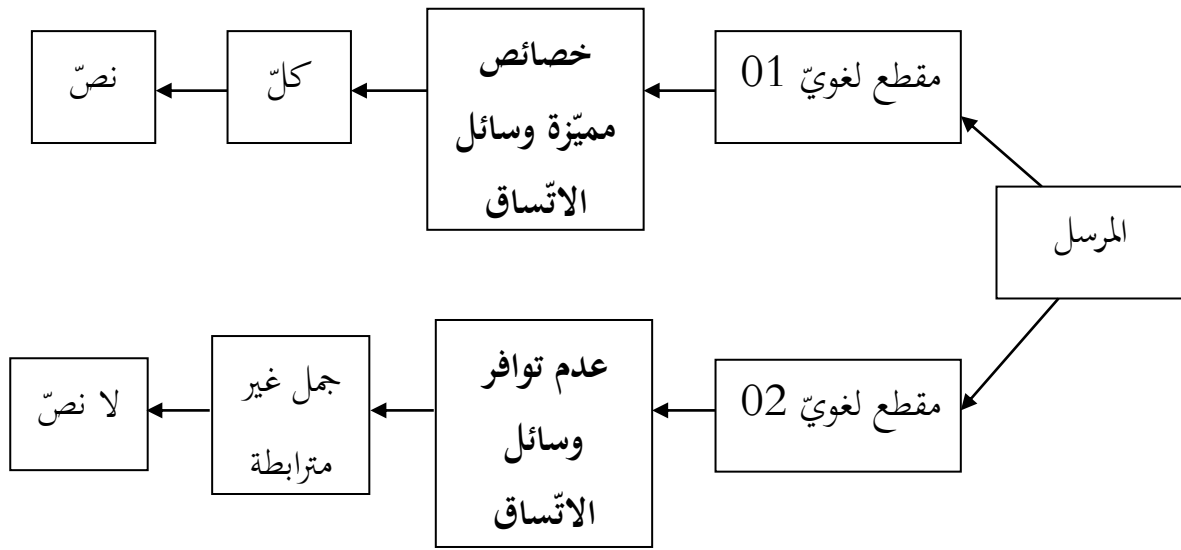 المرسل
مقطع لغويّ 01
خصائص
مميّزة وسائل
الاتّساق
كلّ
نصّ
مقطع لغويّ 02
عدم توافر
وسائل
الاتّساق
جمل غير
مترابطة
لا نصّ